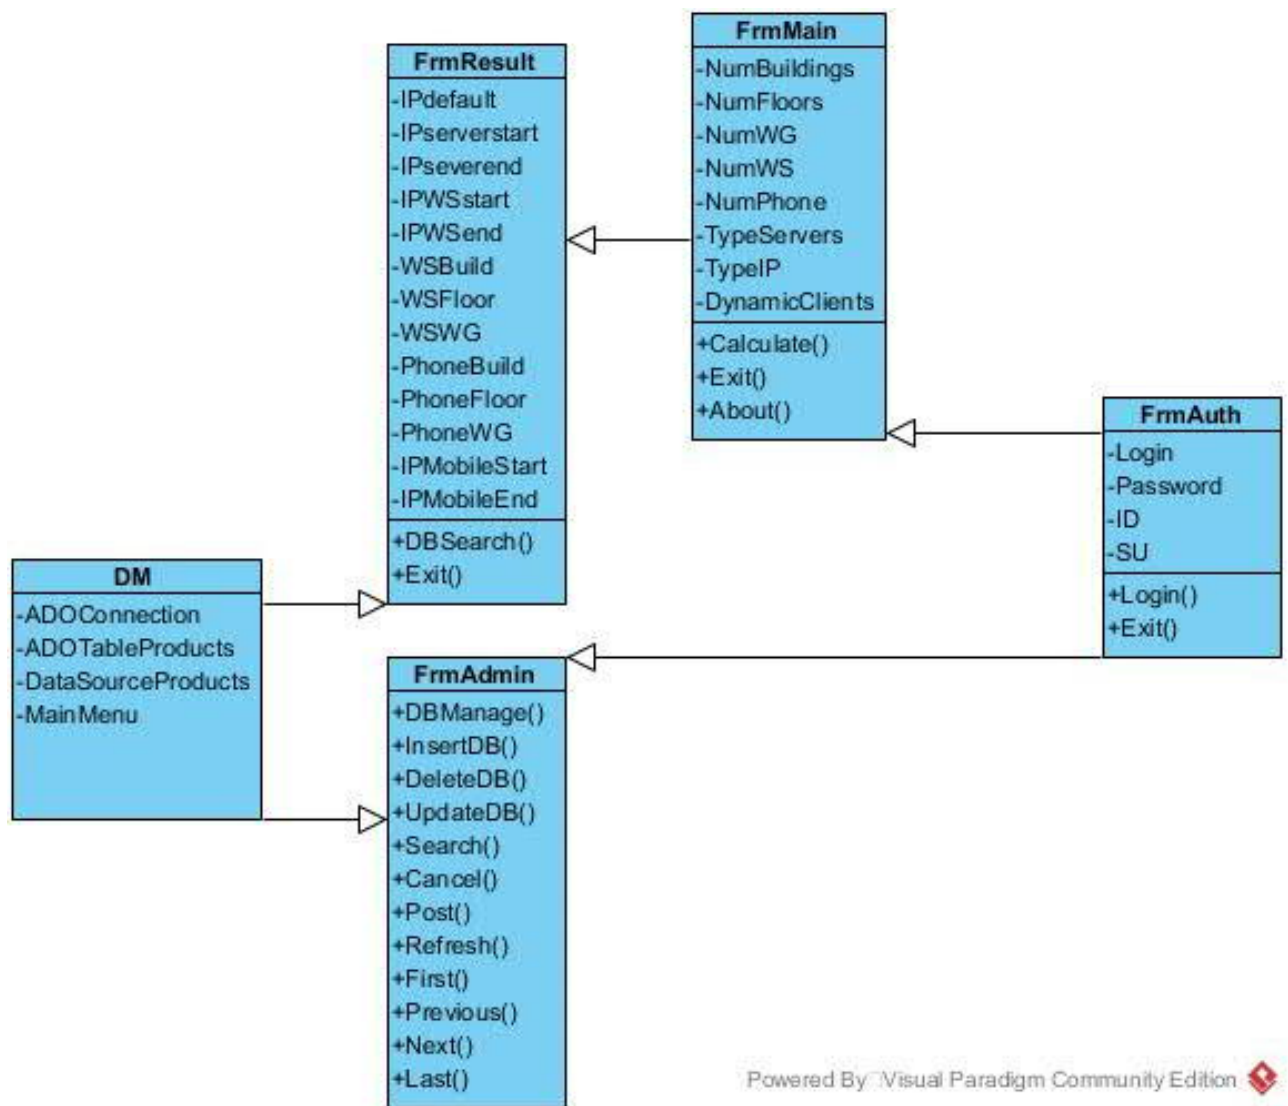 FrmResult
-IPdefault
-IPserverstart
-IPseverend
-IPWSstart
-IPWSend
-WSBuild
-WSFloor
-WSWG
-PhoneBuild
-PhoneFloor
-PhoneWG
-IPMobileStart
-IPMobileEnd
+DBSearch()
+Exit()
FrmMain
-NumBuildings
-NumFloors
-NumWG
-NumWS
-NumPhone
-TypeServers
-TypeIP
-DynamicClients
+Calculate()
+Exit()
+About()
FrmAuth
-Login
-Password
-ID
-SU
+Login()
+Exit()
DM
-ADOConnection
-ADOTableProducts
-DataSourceProducts
-MainMenu
FrmAdmin
+DBManage()
+InsertDB()
+DeleteDB()
+UpdateDB()
+Search()
+Cancel()
+Post()
+Refresh()
+First()
+Previous()
+Next()
+Last()
Powered By Visual Paradigm Community Edition